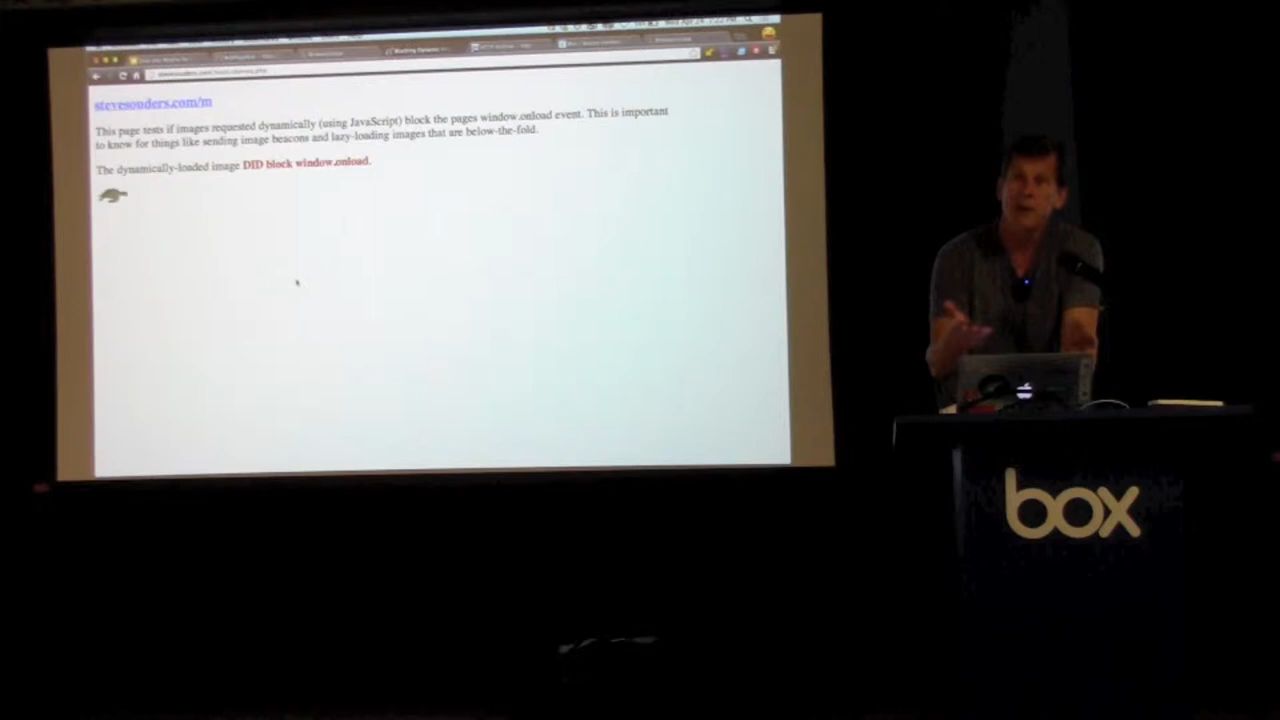 stevesouders.com/m
This page tests if images requested dynamically (using JavaScript) block the pages window.onload event. This is important
to know for things like sending image beacons and lazy-loading images that are below-the-fold.
The dynamically-loaded image DID block window.onload.
box